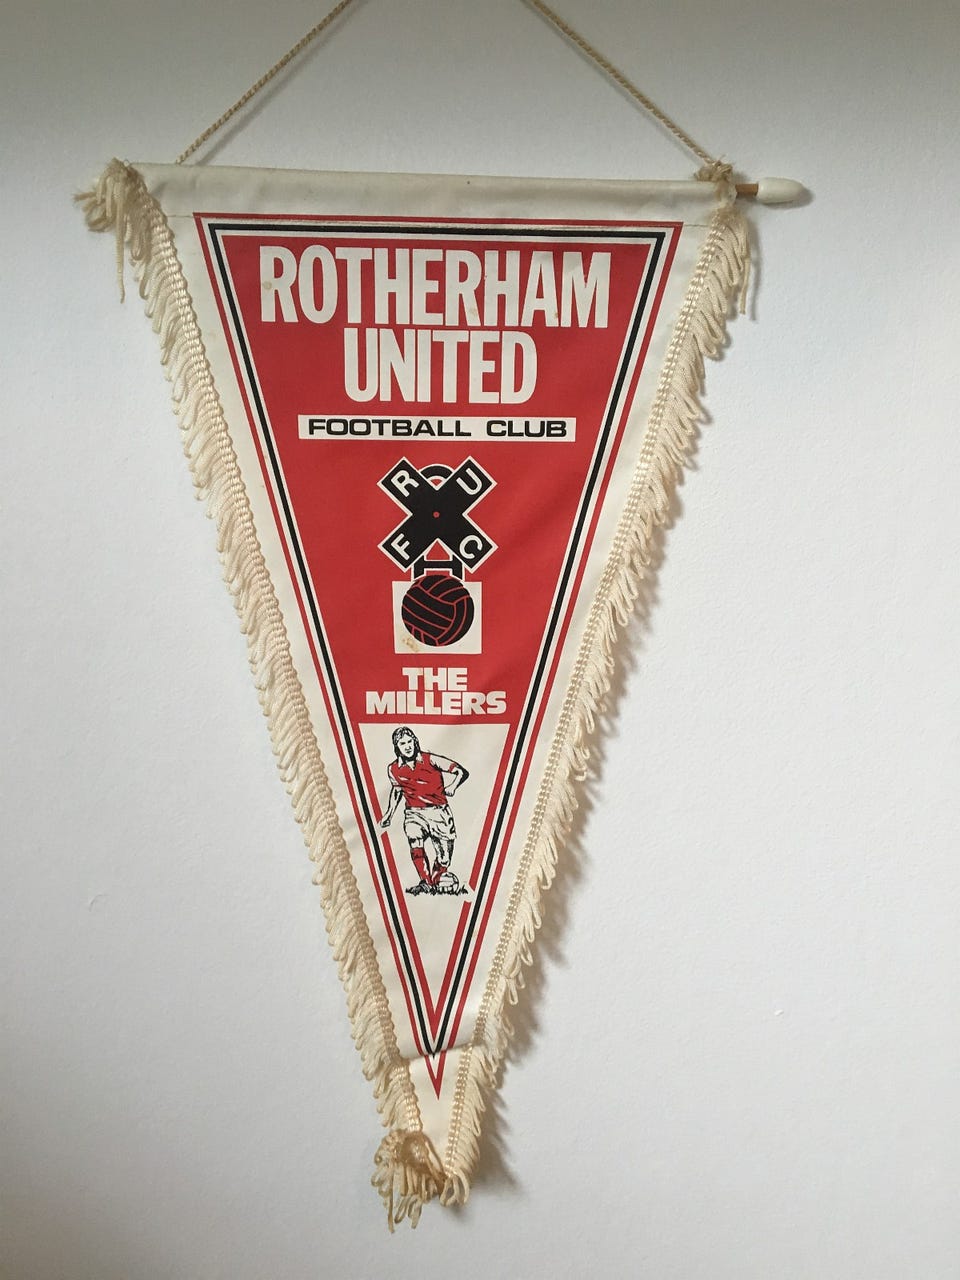 ROTHERHAM
UNITED
FOOTBALL CLUB
R U
F C
THE
MILLERS